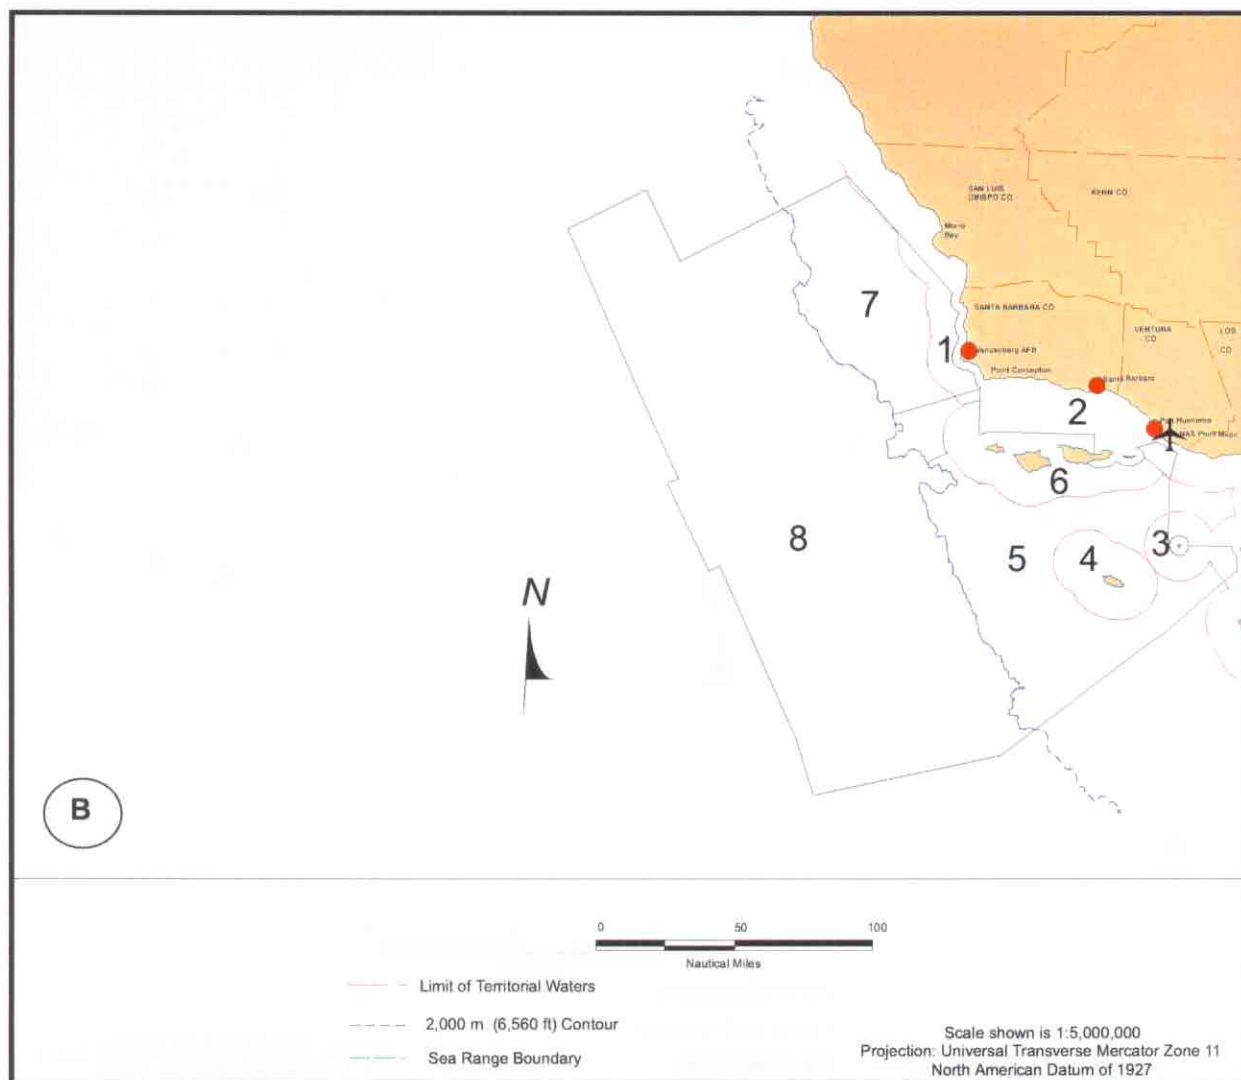 SAN LUIS
OBISPO CO
KERN CO
Morro
Bay
7
SANTA BARBARA CO
VENTURA
CO
LOS
CO
1
Vandenberg AFB
Point Conception
Santa Barbara
2
Port Hueneme
NAS Point Mugu
6
8
5
4
3
N
B
0 50 100
Nautical Miles
Limit of Territorial Waters
2,000 m (6,560 ft) Contour
Sea Range Boundary
Scale shown is 1:5,000,000
Projection: Universal Transverse Mercator Zone 11
North American Datum of 1927